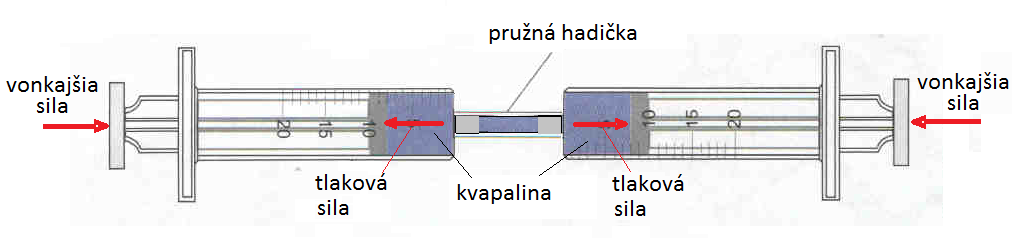 pružná hadička
vonkajšia
sila
vonkajšia
sila
20
15
10
10
15
20
tlaková
sila
kvapalina
tlaková
sila